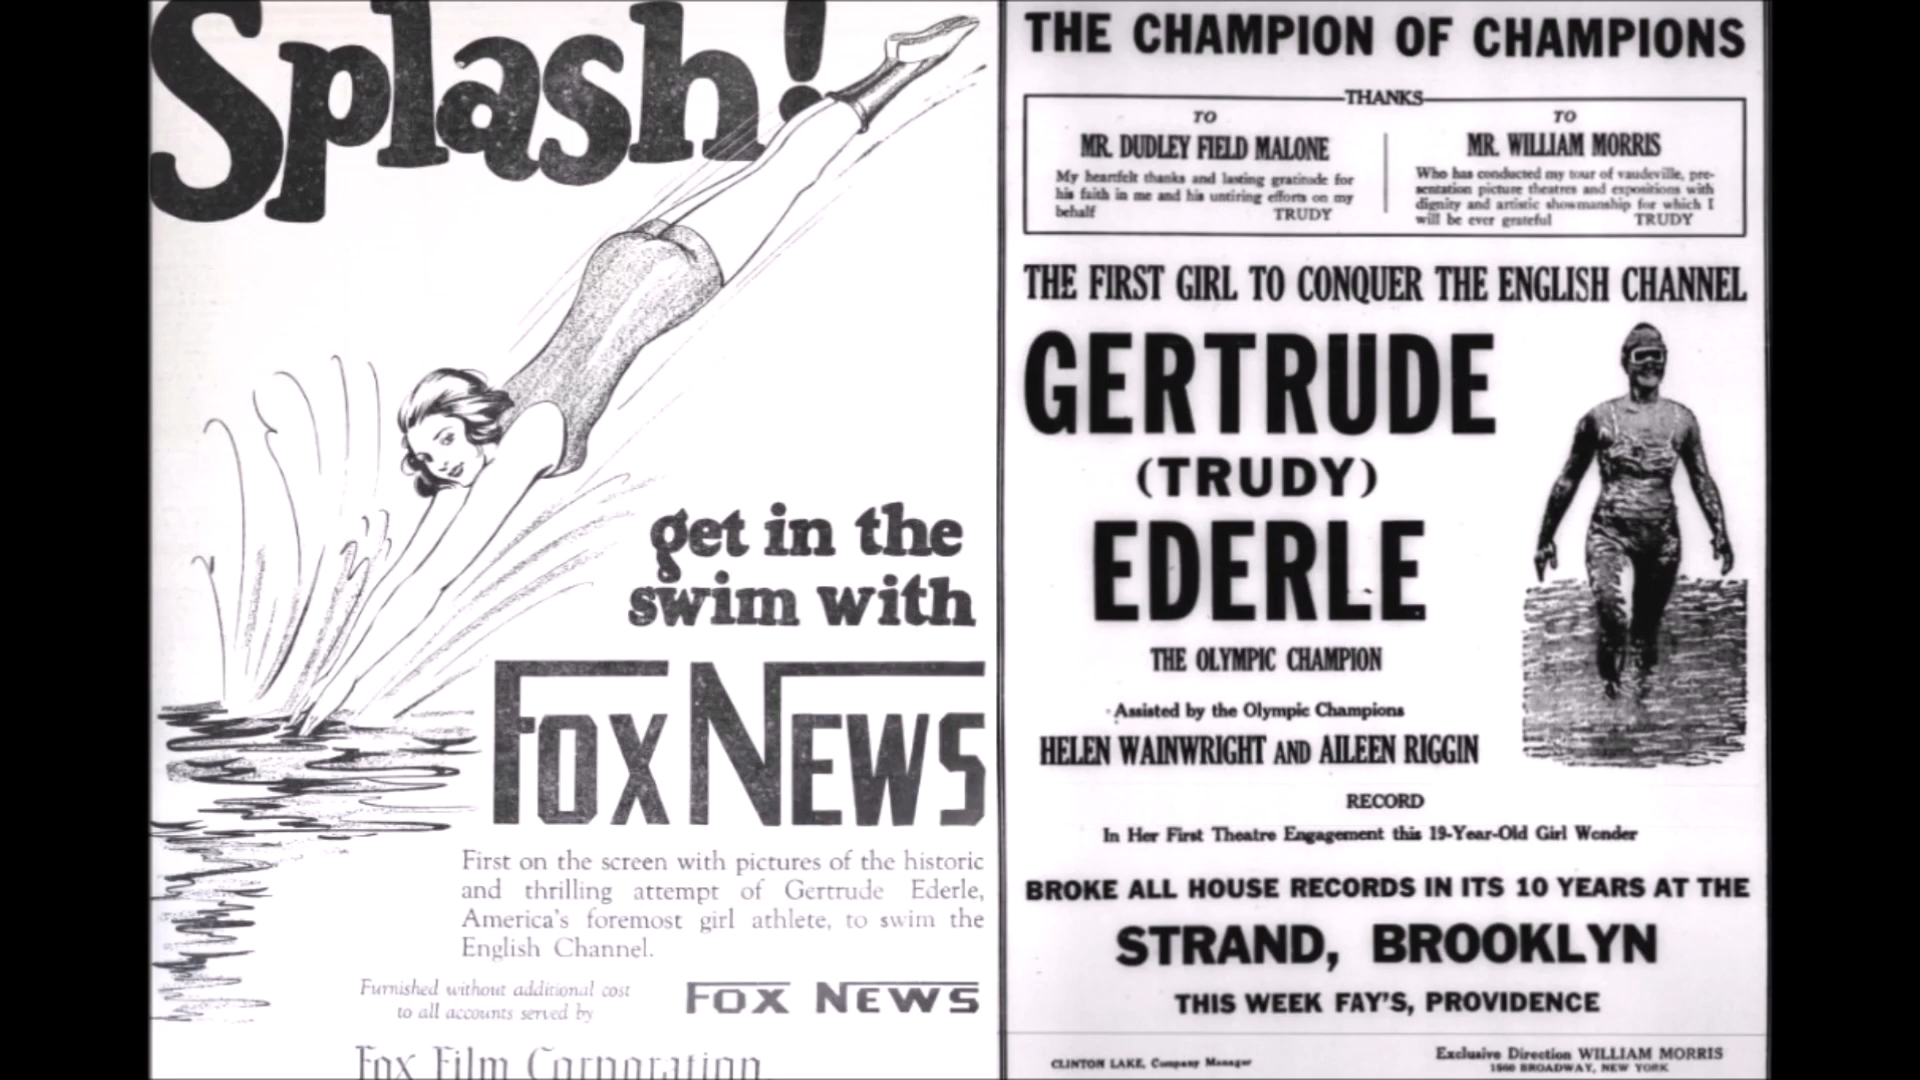 Splash!
get in the
swim with
FOX NEWS
First on the screen with pictures of the historic
and thrilling attempt of Gertrude Ederle,
America's foremost girl athlete, to swim the
English Channel.
Furnished without additional cost
to all accounts served by
FOX NEWS
Fox Film Corporation
THE CHAMPION OF CHAMPIONS
THANKS
TO
MR. DUDLEY FIELD MALONE
My heartfelt thanks and lasting gratitude for
his faith in me and his untiring efforts on my
behalf TRUDY
TO
MR. WILLIAM MORRIS
Who has conducted my tour of vaudeville, pre-
sentation picture theatres and expositions with
dignity and artistic showmanship for which I
will be ever grateful TRUDY
THE FIRST GIRL TO CONQUER THE ENGLISH CHANNEL
GERTRUDE
(TRUDY)
EDERLE
THE OLYMPIC CHAMPION
Assisted by the Olympic Champions
HELEN WAINWRIGHT AND AILEEN RIGGIN
RECORD
In Her First Theatre Engagement this 19-Year-Old Girl Wonder
BROKE ALL HOUSE RECORDS IN ITS 10 YEARS AT THE
STRAND, BROOKLYN
THIS WEEK FAY'S, PROVIDENCE
CLINTON LAKE, Company Manager
Exclusive Direction WILLIAM MORRIS
1560 BROADWAY, NEW YORK